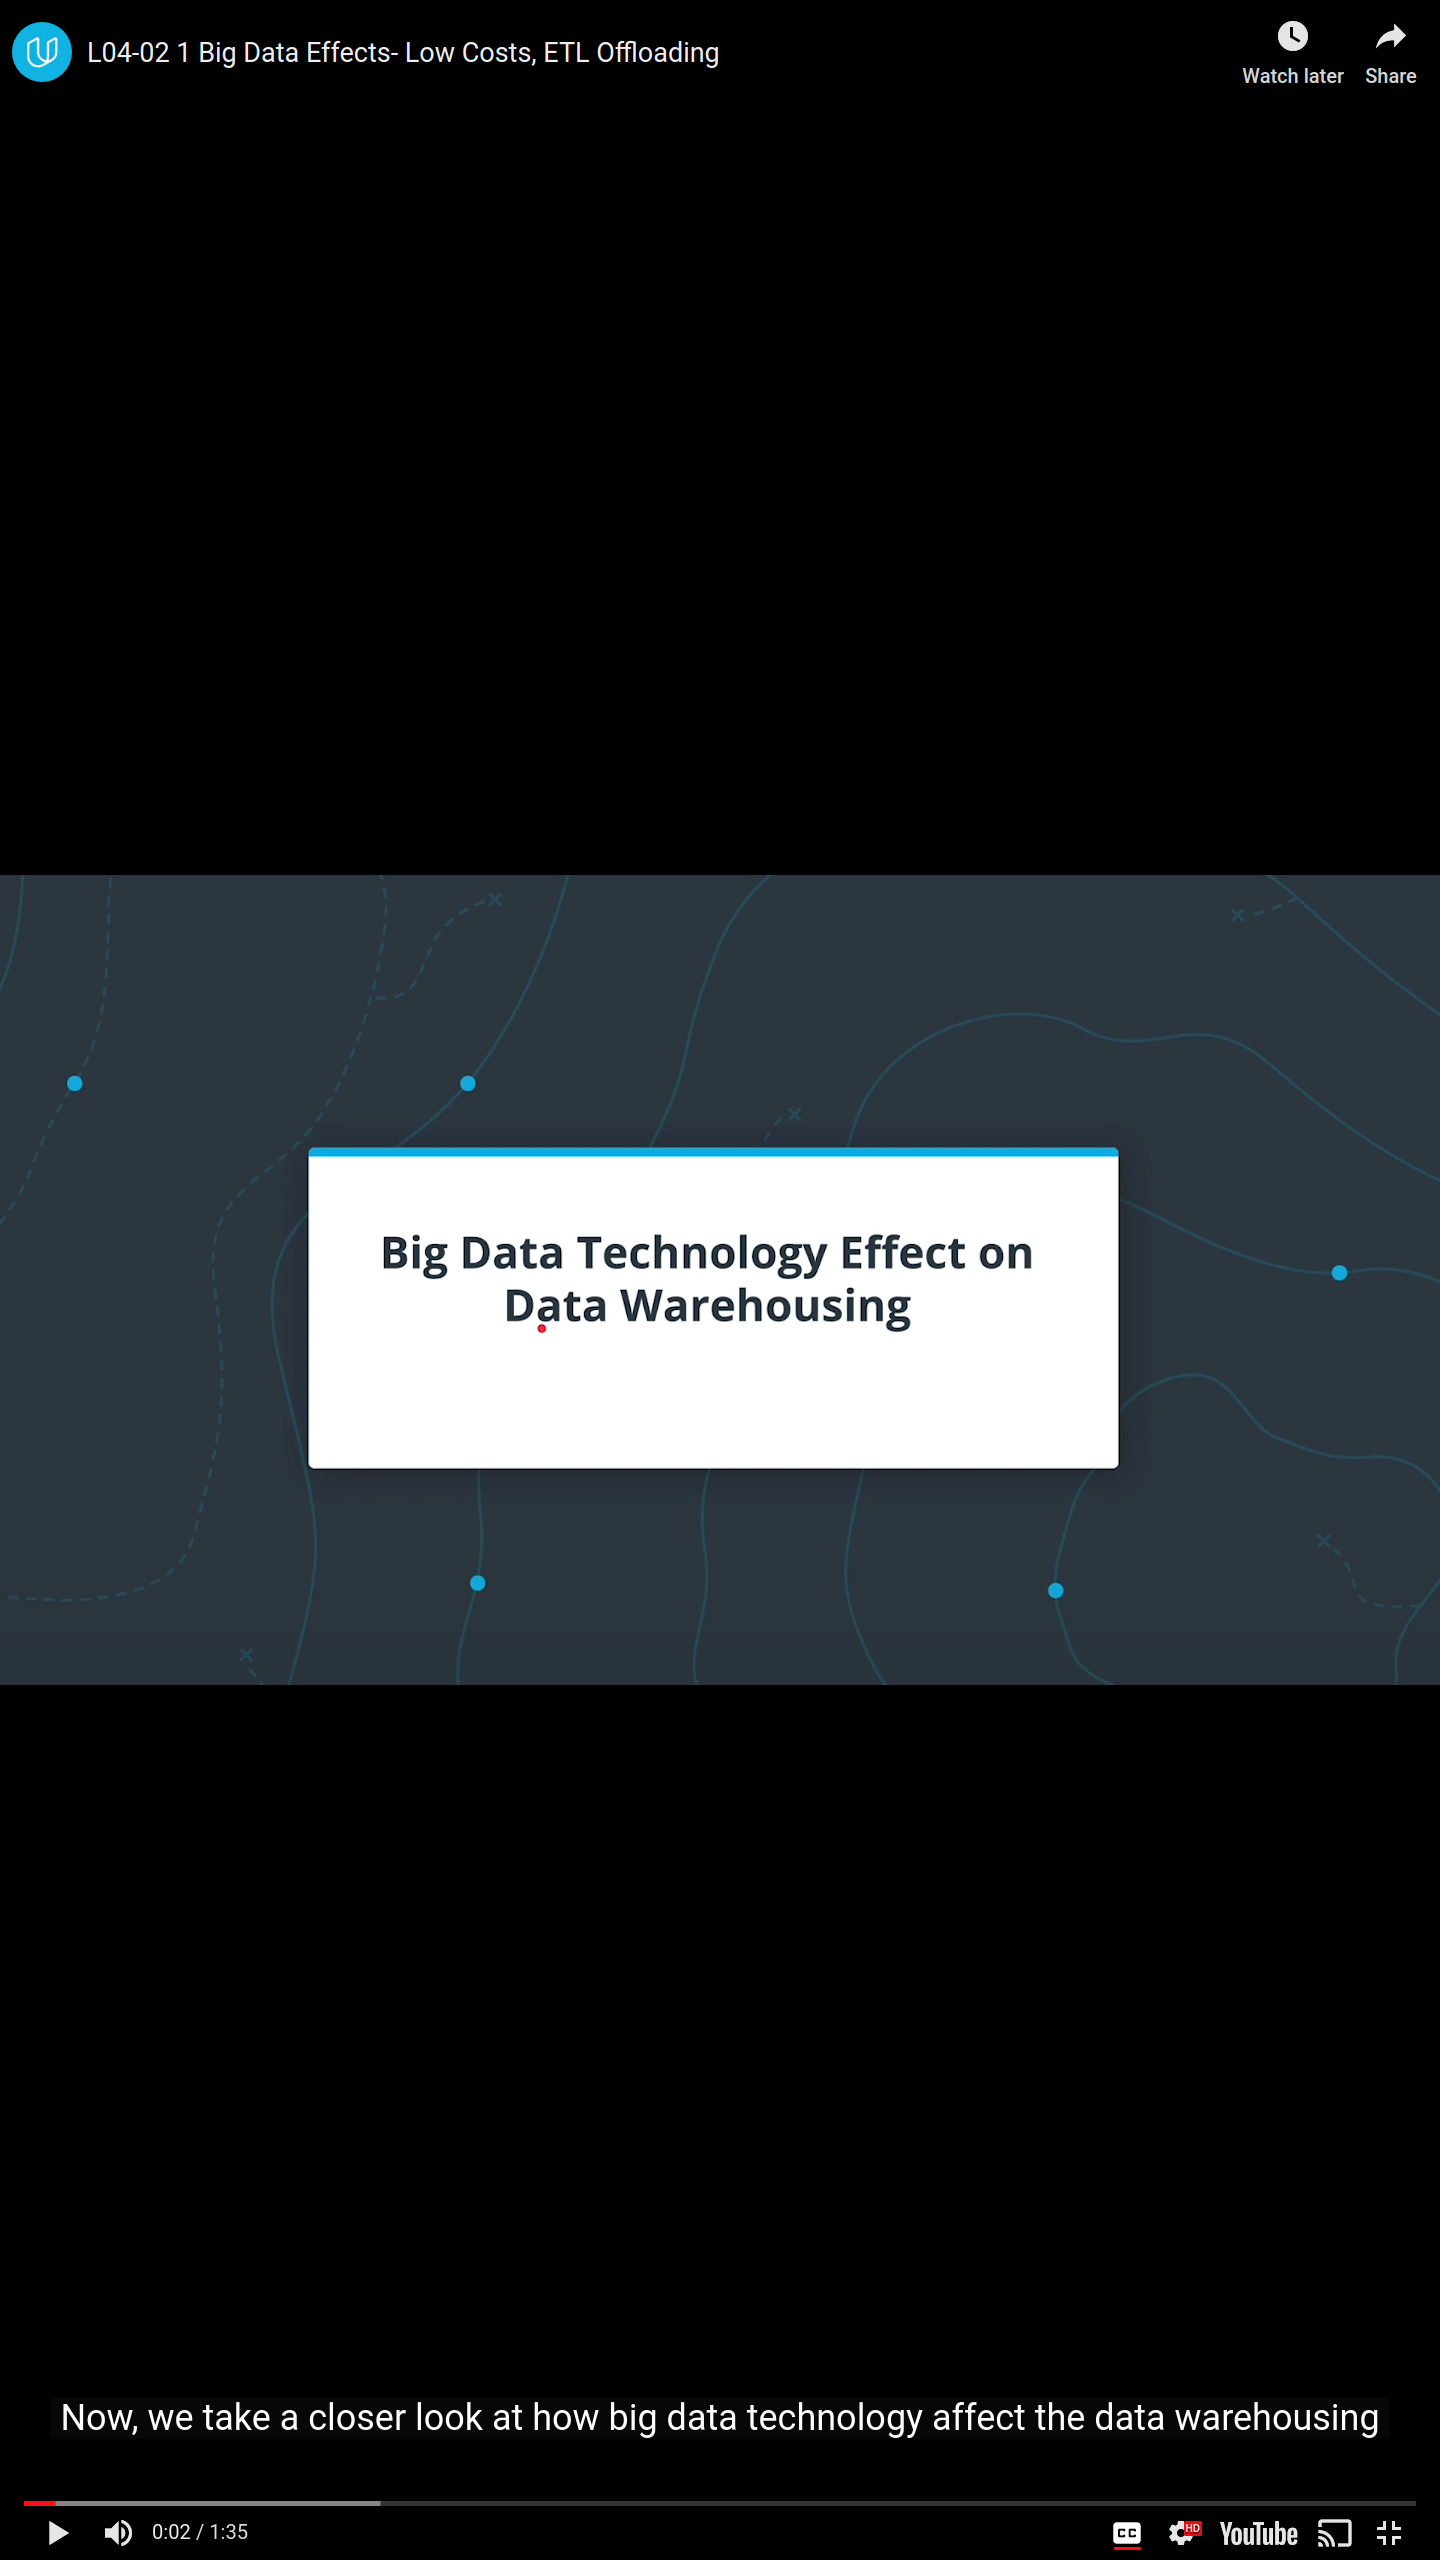 L04-02 1 Big Data Effects- Low Costs, ETL Offloading
Watch later
Share
Big Data Technology Effect on
Data Warehousing
Now, we take a closer look at how big data technology affect the data warehousing
0:02 / 1:35
CC
HD
YouTube